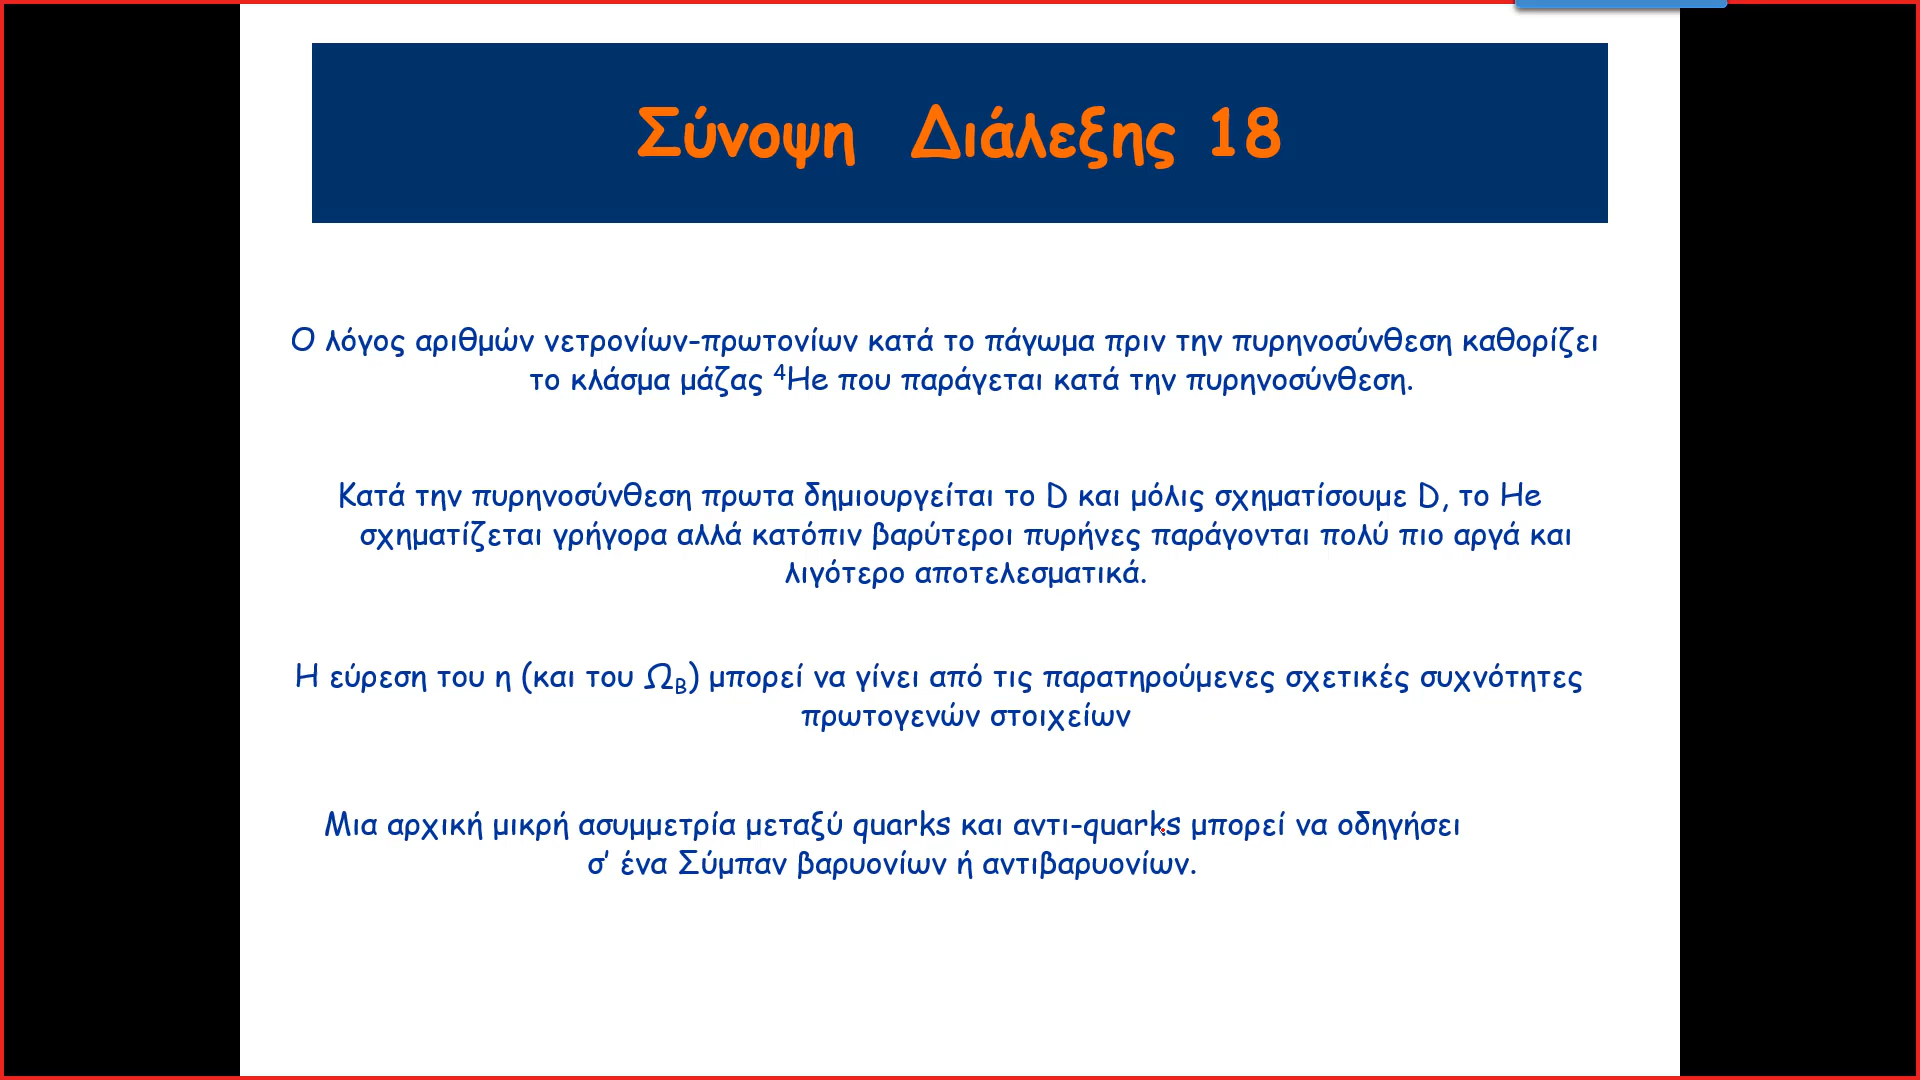 Σύνοψη Διάλεξης 18
Ο λόγος αριθμών νετρονίων-πρωτονίων κατά το πάγωμα πριν την πυρηνοσύνθεση καθορίζει
το κλάσμα μάζας ⁴He που παράγεται κατά την πυρηνοσύνθεση.
Κατά την πυρηνοσύνθεση πρωτα δημιουργείται το D και μόλις σχηματίσουμε D, το He
σχηματίζεται γρήγορα αλλά κατόπιν βαρύτεροι πυρήνες παράγονται πολύ πιο αργά και
λιγότερο αποτελεσματικά.
Η εύρεση του η (και του Ω_Β) μπορεί να γίνει από τις παρατηρούμενες σχετικές συχνότητες
πρωτογενών στοιχείων
Μια αρχική μικρή ασυμμετρία μεταξύ quarks και αντι-quarks μπορεί να οδηγήσει
σ’ ένα Σύμπαν βαρυονίων ή αντιβαρυονίων.